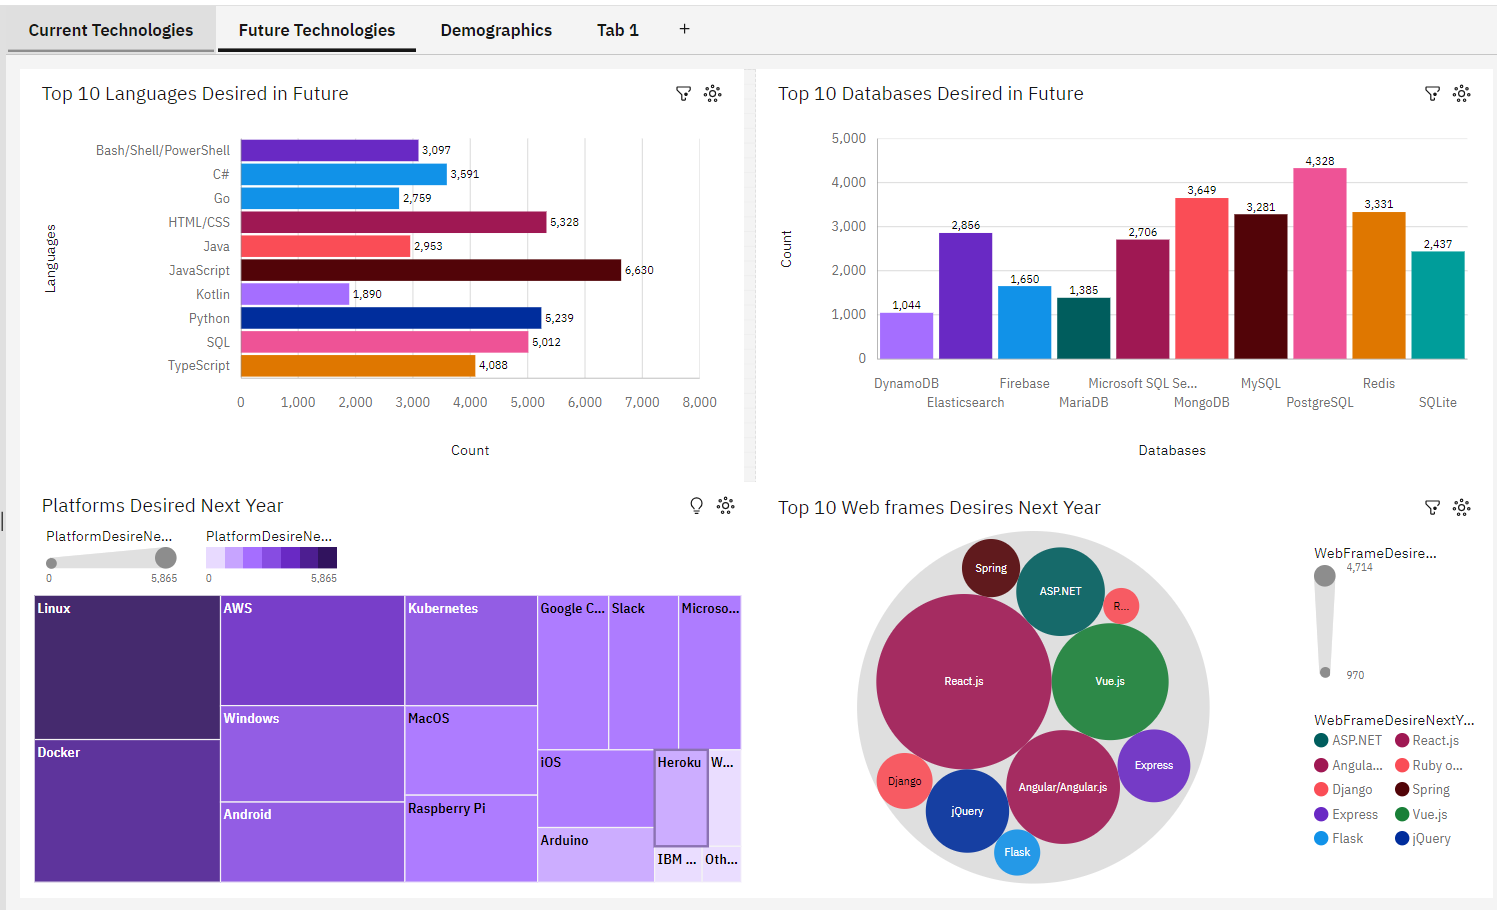 Current Technologies Future Technologies Demographics Tab 1 +
Top 10 Languages Desired in Future
Languages
Bash/Shell/PowerShell 3,097
C# 3,591
Go 2,759
HTML/CSS 5,328
Java 2,953
JavaScript 6,630
Kotlin 1,890
Python 5,239
SQL 5,012
TypeScript 4,088
0 1,000 2,000 3,000 4,000 5,000 6,000 7,000 8,000
Count
Top 10 Databases Desired in Future
Count
5,000
4,000
3,000
2,000
1,000
0
1,044 2,856 1,650 1,385 2,706 3,649 3,281 4,328 3,331 2,437
DynamoDB Firebase Microsoft SQL Se... MySQL Redis
Elasticsearch MariaDB MongoDB PostgreSQL SQLite
Databases
Platforms Desired Next Year
PlatformDesireNe... PlatformDesireNe...
0 5,865 0 5,865
Linux AWS Kubernetes Google C... Slack Microso...
Windows MacOS
Docker iOS Heroku W...
Android Raspberry Pi
Arduino IBM ... Oth...
Top 10 Web frames Desires Next Year
Spring
ASP.NET
R...
React.js Vue.js
Express
Django Angular/Angular.js
jQuery
Flask
WebFrameDesire...
4,714
970
WebFrameDesireNextY...
ASP.NET React.js
Angula... Ruby o...
Django Spring
Express Vue.js
Flask jQuery